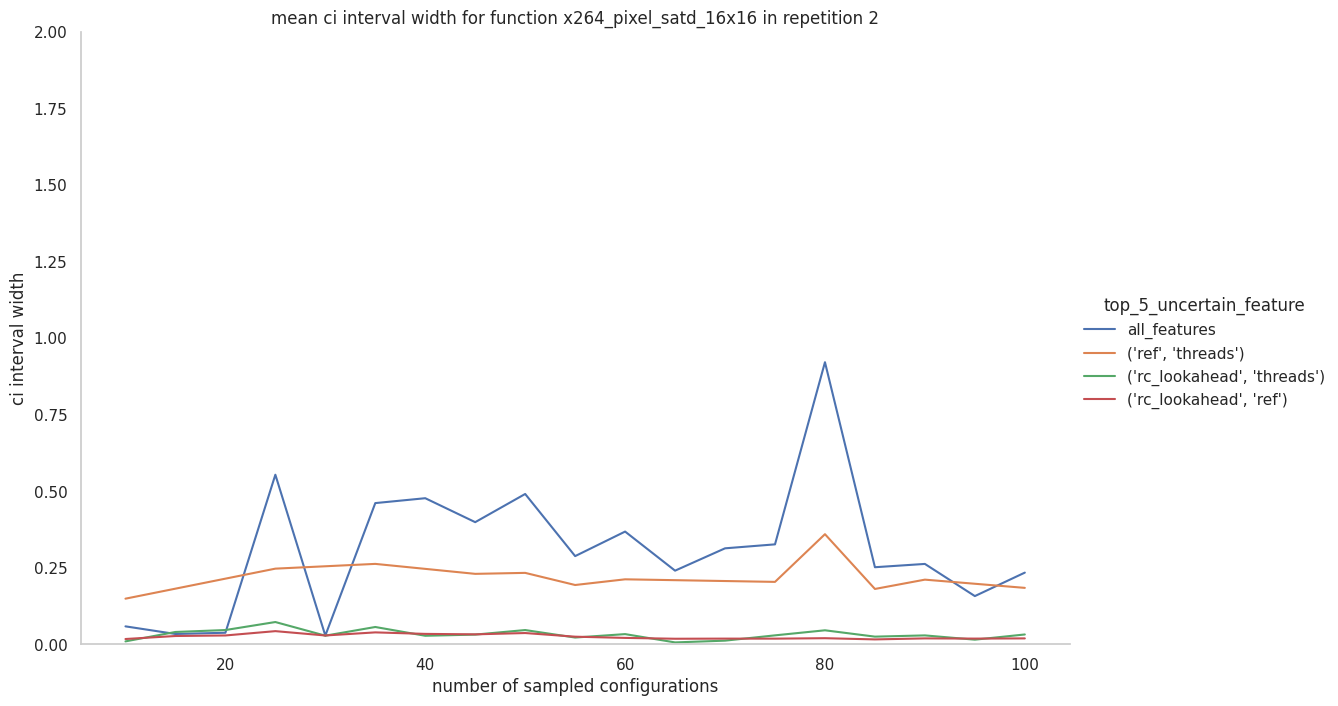 mean ci interval width for function x264_pixel_satd_16x16 in repetition 2
2.00
1.75
1.50
1.25
1.00
0.75
0.50
0.25
0.00
ci interval width
20
40
60
80
100
number of sampled configurations
top_5_uncertain_feature
all_features
('ref', 'threads')
('rc_lookahead', 'threads')
('rc_lookahead', 'ref')